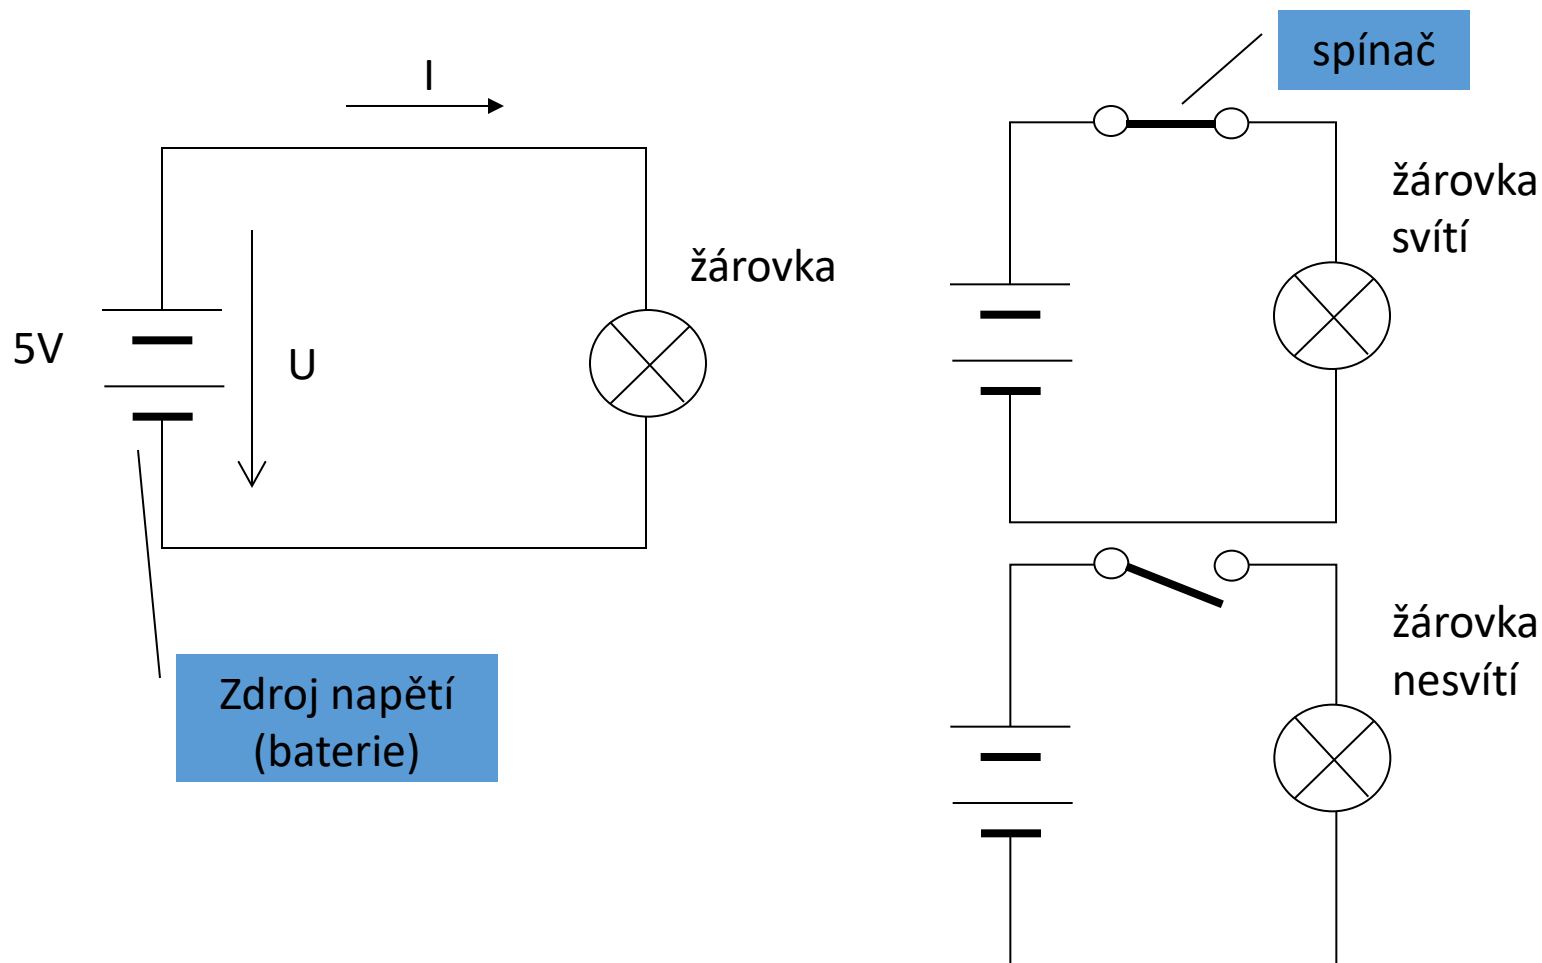 I
5V
U
žárovka
Zdroj napětí
(baterie)
spínač
žárovka
svítí
žárovka
nesvítí